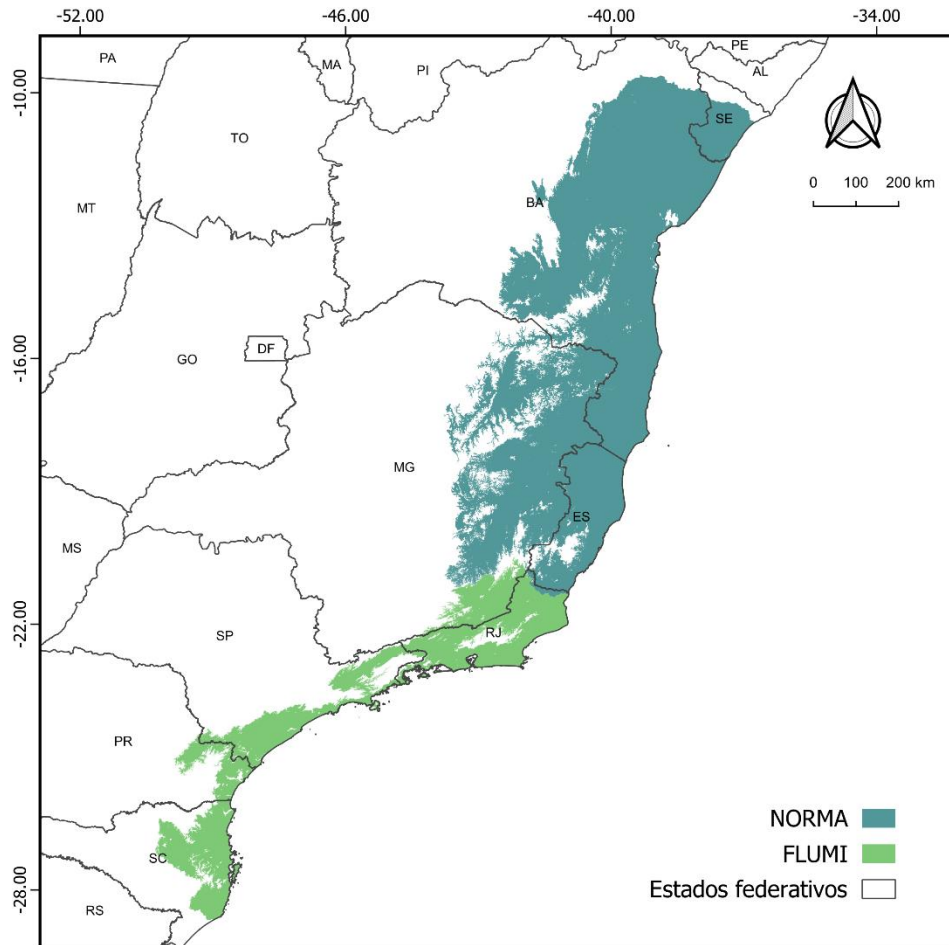 -52.00 -46.00 -40.00 -34.00
PE
PA MA PI AL
-10.00
TO SE
MT BA 0 100 200 km
-16.00
GO DF
MG
ES
MS
-22.00
SP RJ
PR
NORMA
FLUMI
SC Estados federativos
-28.00
RS